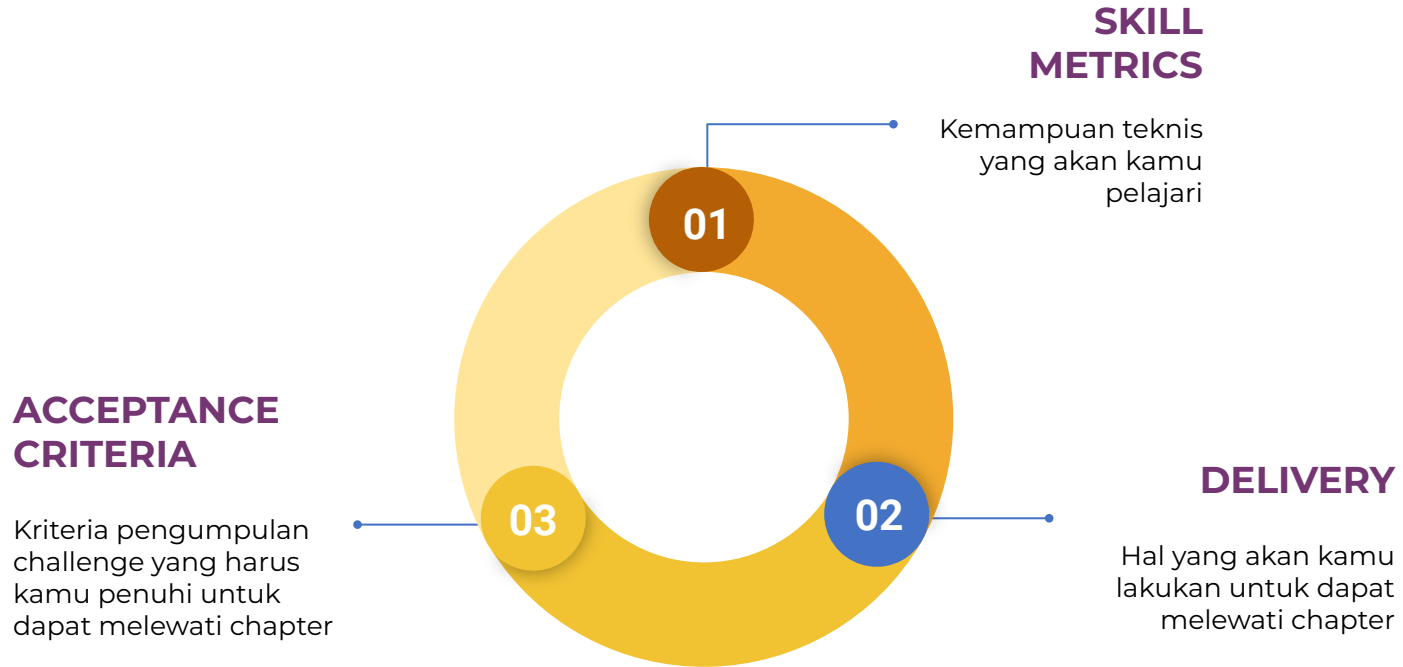 SKILL
METRICS
Kemampuan teknis
yang akan kamu
pelajari
01
ACCEPTANCE
CRITERIA
Kriteria pengumpulan
challenge yang harus
kamu penuhi untuk
dapat melewati chapter
03
02
DELIVERY
Hal yang akan kamu
lakukan untuk dapat
melewati chapter